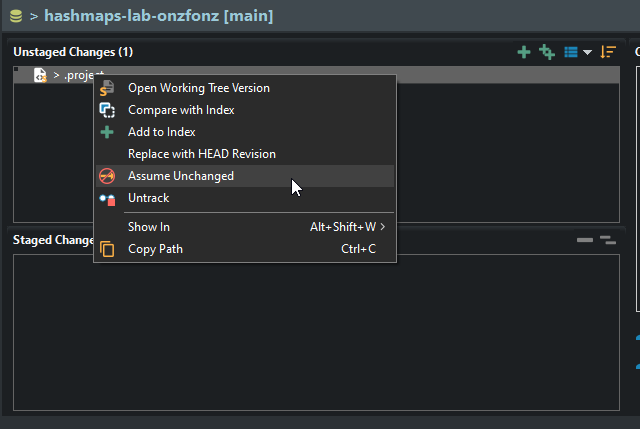 > hashmaps-lab-onzfonz [main]
Unstaged Changes (1)
> .project
Open Working Tree Version
Compare with Index
Add to Index
Replace with HEAD Revision
Assume Unchanged
Untrack
Show In Alt+Shift+W >
Copy Path Ctrl+C
Staged Change